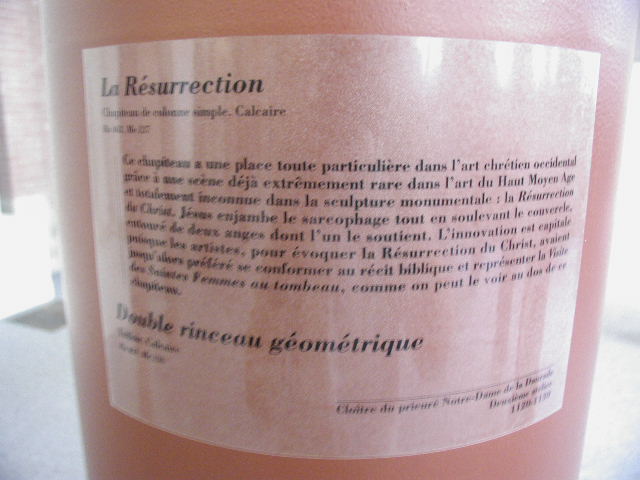 La Résurrection
Chapiteau de colonne simple. Calcaire
Ce chapiteau a une place toute particulière dans l'art chrétien occidental
grâce à une scène déjà extrêmement rare dans l'art du Haut Moyen Age
et totalement inconnue dans la sculpture monumentale : la Résurrection
du Christ. Jésus enjambe le sarcophage tout en soulevant le couvercle,
entouré de deux anges dont l'un le soutient. L'innovation est capitale
puisque les artistes, pour évoquer la Résurrection du Christ, avaient
jusqu'alors préféré se conformer au récit biblique et représenter la Visite
des Saintes Femmes au tombeau, comme on peut le voir au dos de ce
chapiteau.
Double rinceau géométrique
Calcaire
Cloître du prieuré Notre-Dame de la Daurade
Deuxième atelier
1120-1130